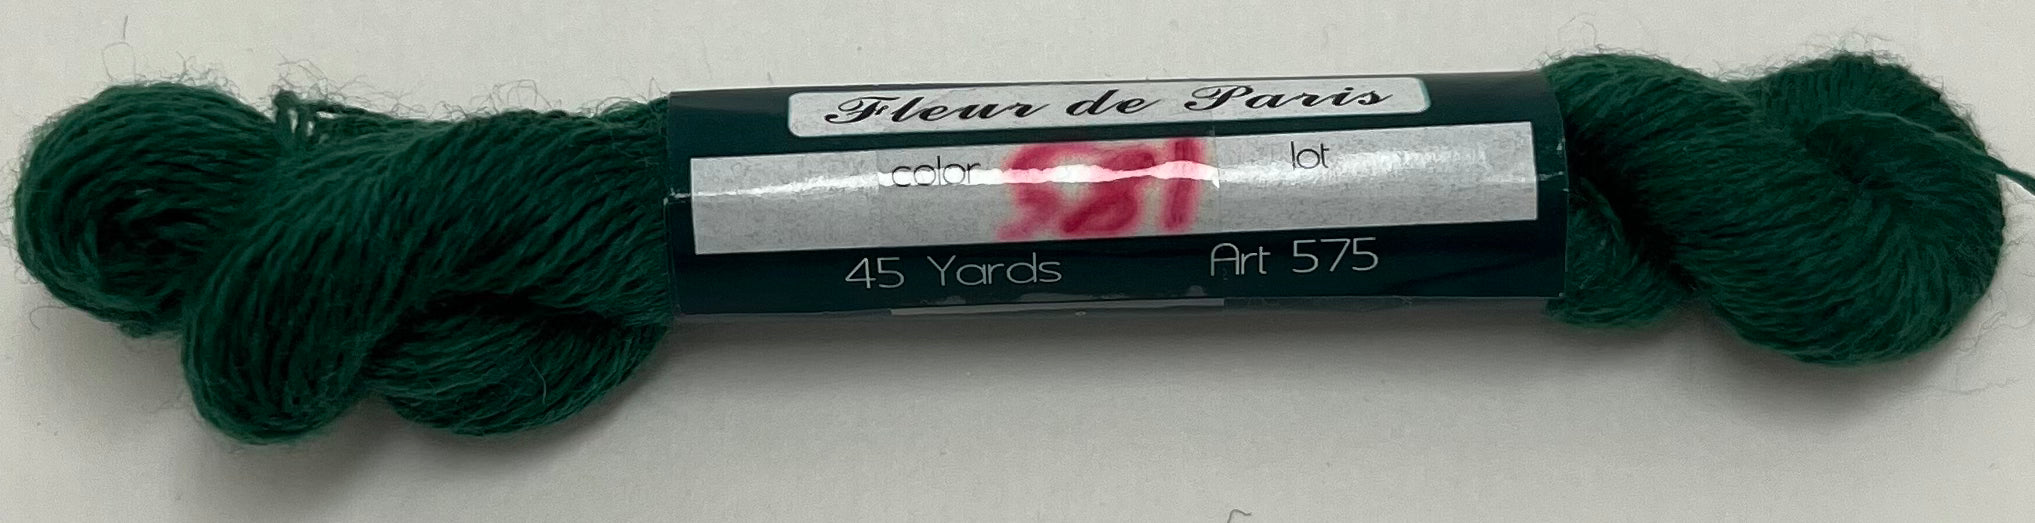 Fleur de Paris
color lot
45 Yards Art 575